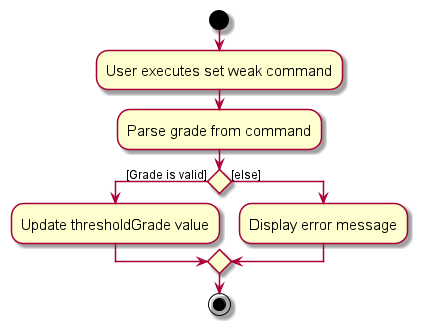 User executes set weak command
Parse grade from command
[Grade is valid]
[else]
Update thresholdGrade value
Display error message